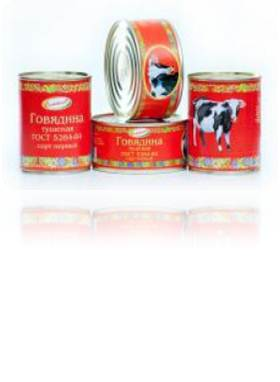 Говядина
тушеная
ГОСТ 5284-84
сорт первый
Говядина
тушеная
ГОСТ 5284-84